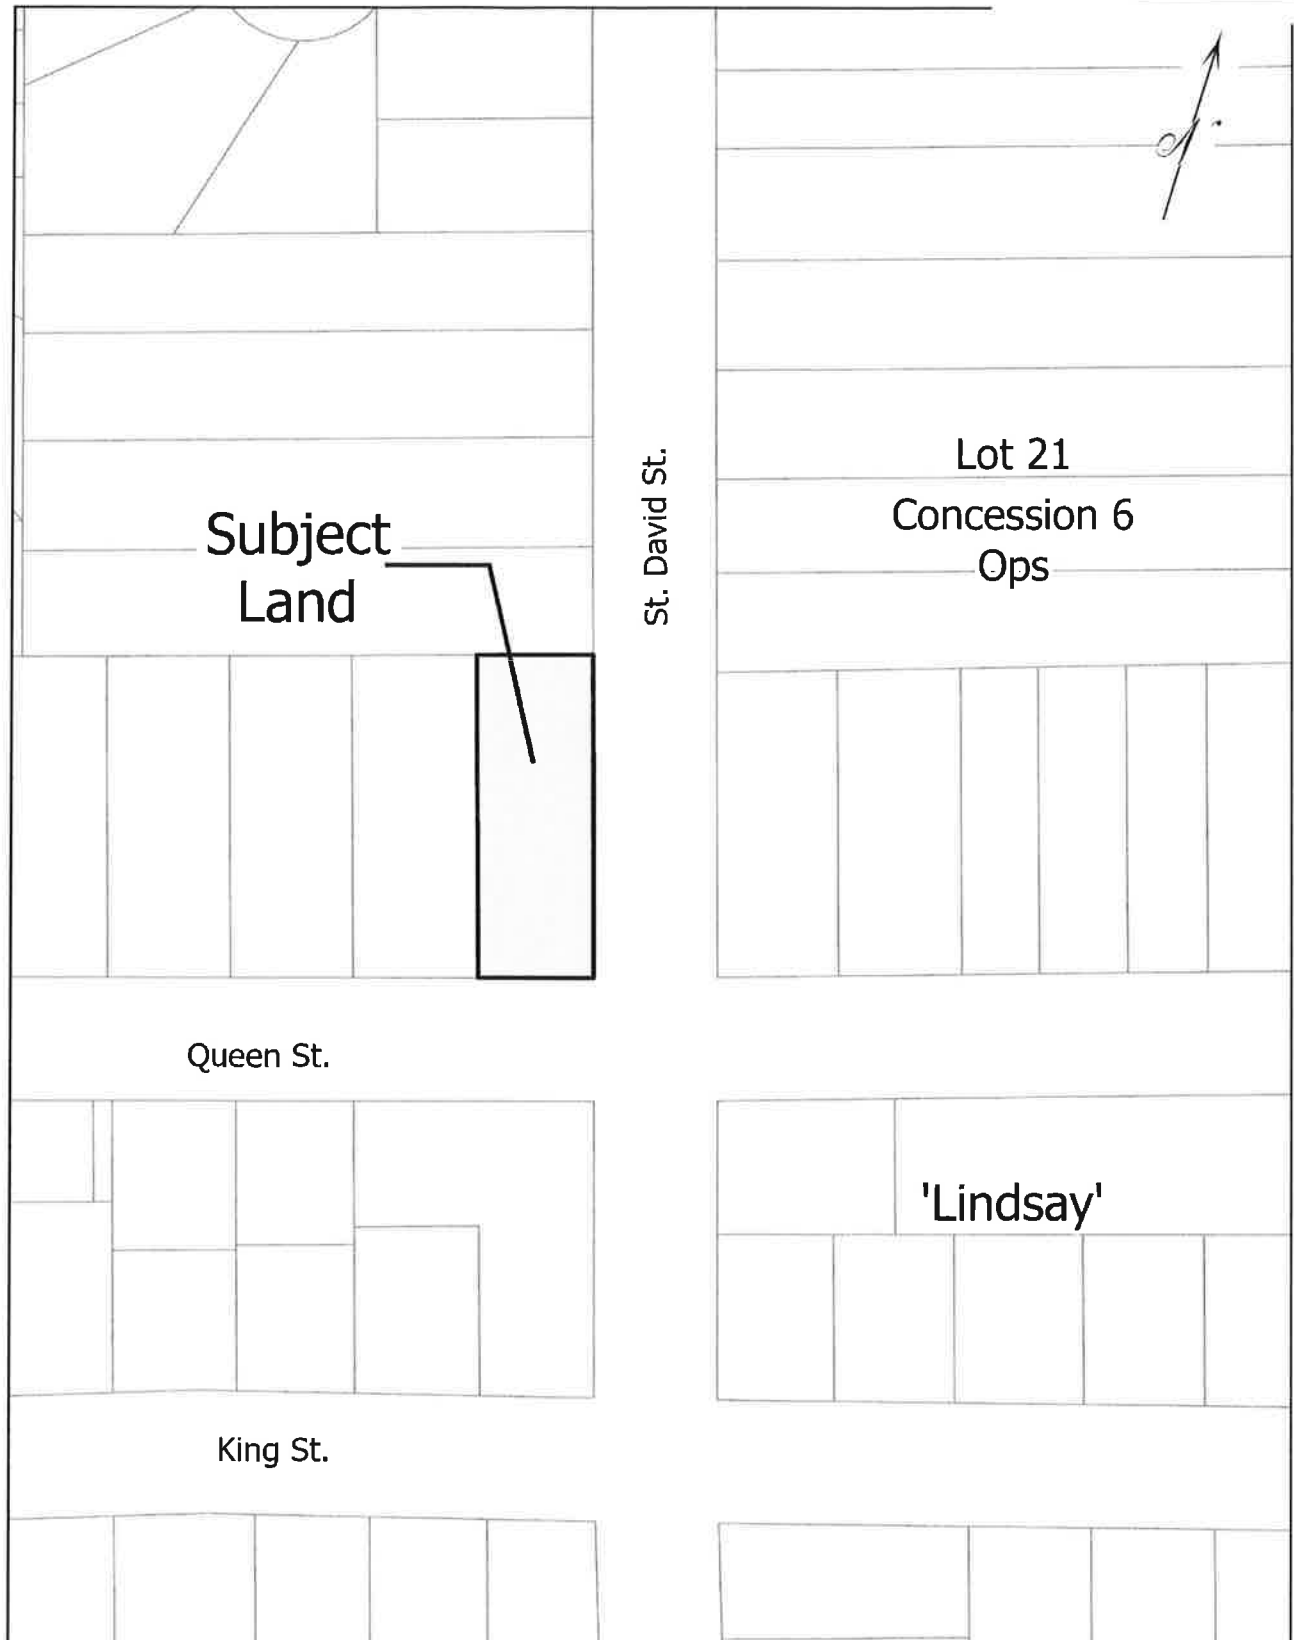 Lot 21
Concession 6
Ops
Subject
Land
St. David St.
Queen St.
'Lindsay'
King St.